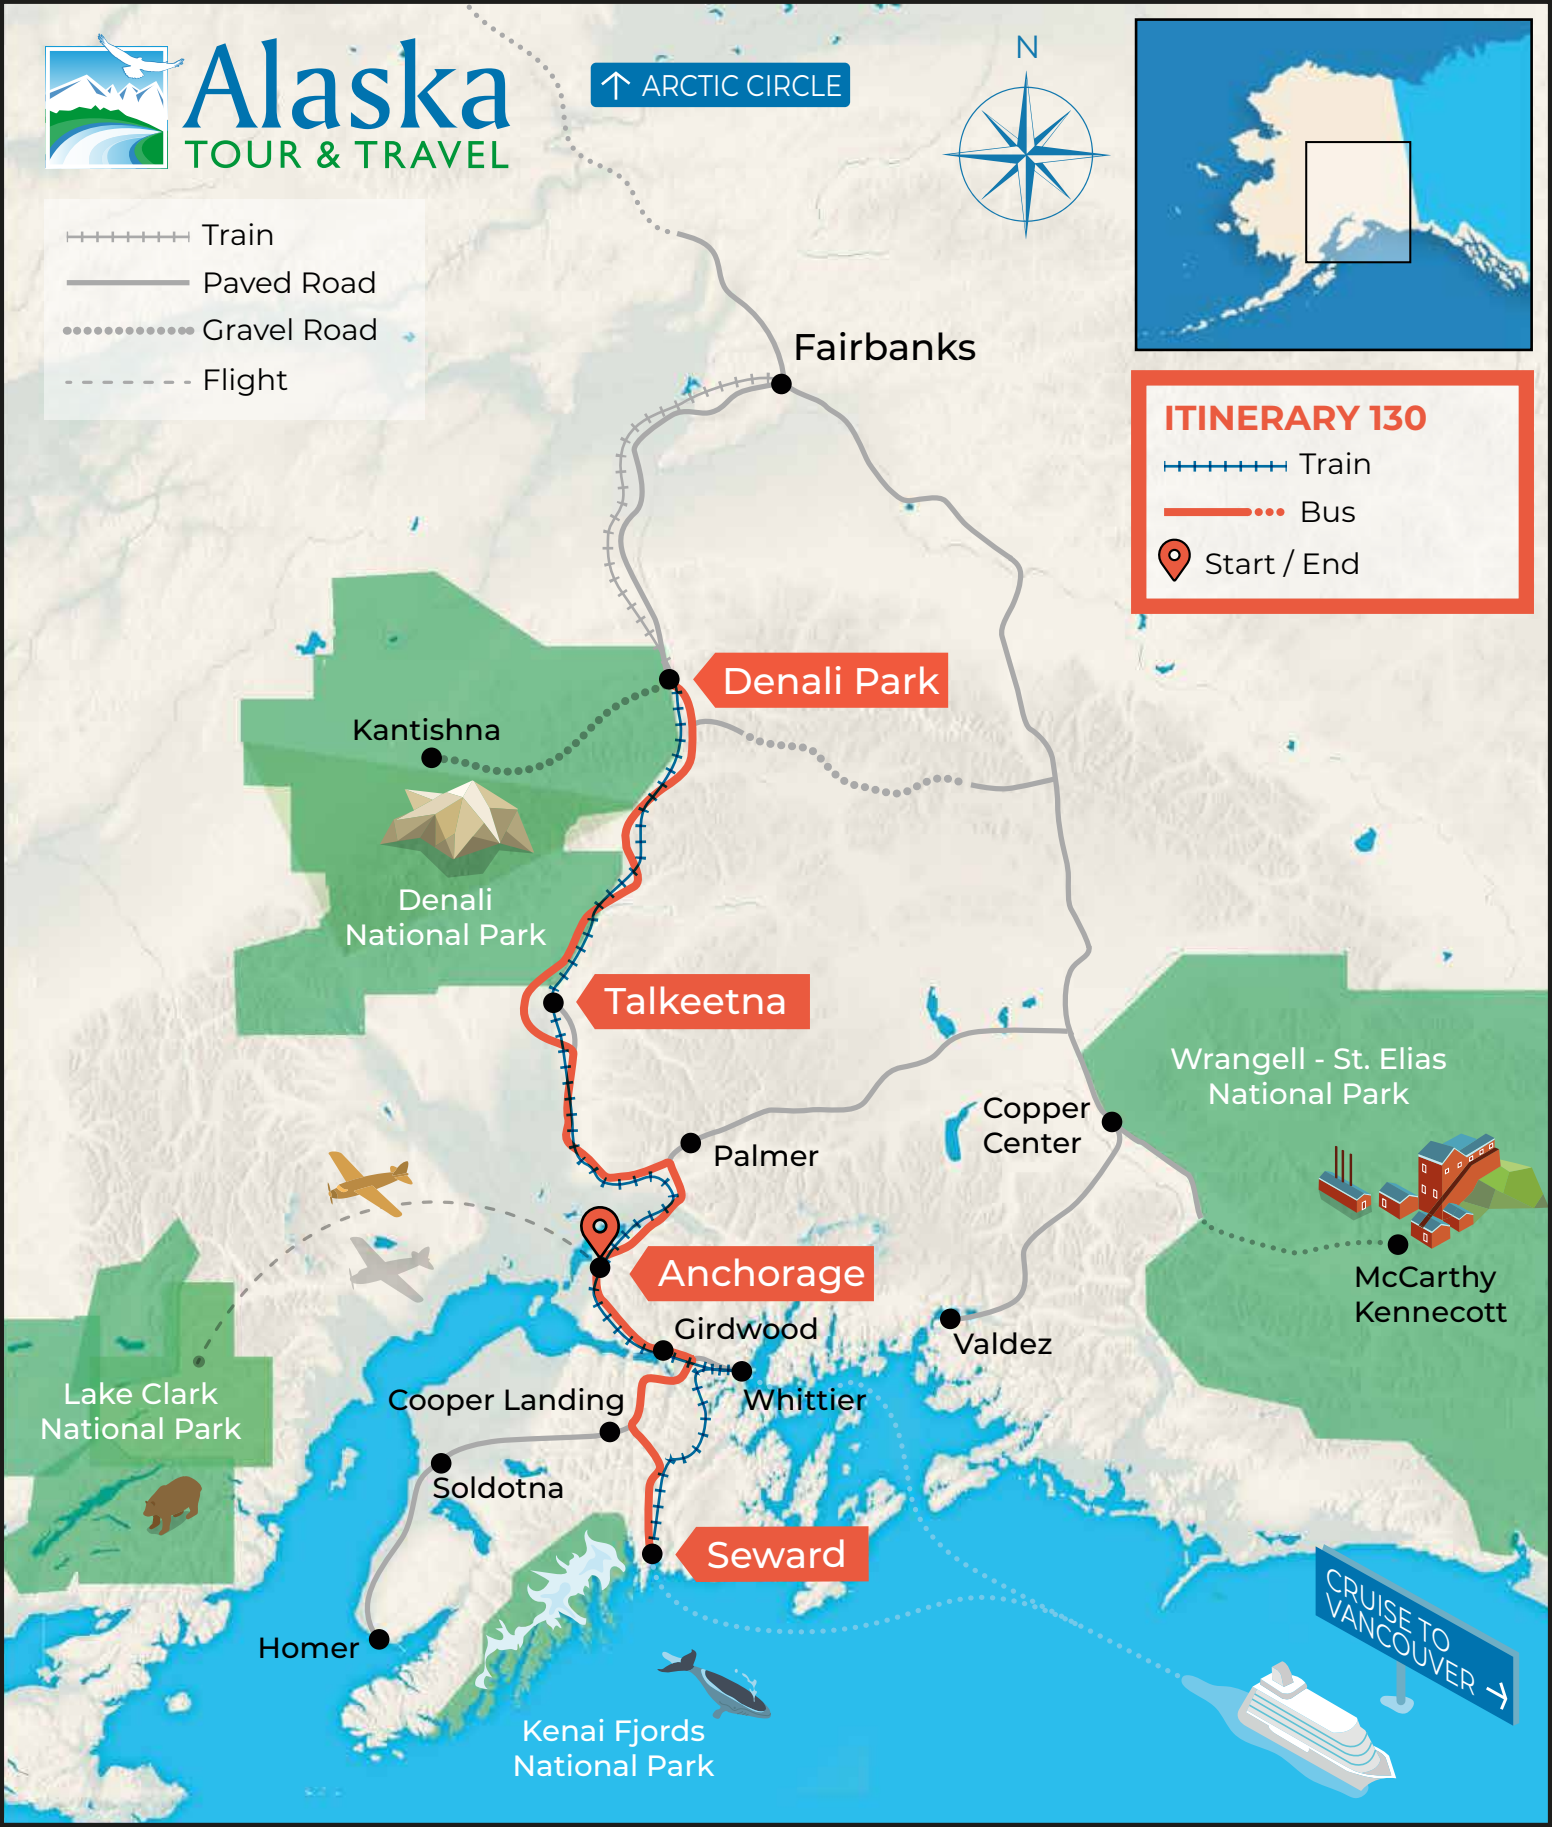 Alaska
TOUR & TRAVEL
↑ ARCTIC CIRCLE
N
Train
Paved Road
Gravel Road
Flight
Fairbanks
ITINERARY 130
Train
Bus
Start / End
Denali Park
Kantishna
Denali
National Park
Talkeetna
Wrangell - St. Elias
National Park
Copper
Center
Palmer
Anchorage
McCarthy
Kennecott
Girdwood
Valdez
Whittier
Cooper Landing
Lake Clark
National Park
Soldotna
Seward
Homer
CRUISE TO
VANCOUVER →
Kenai Fjords
National Park